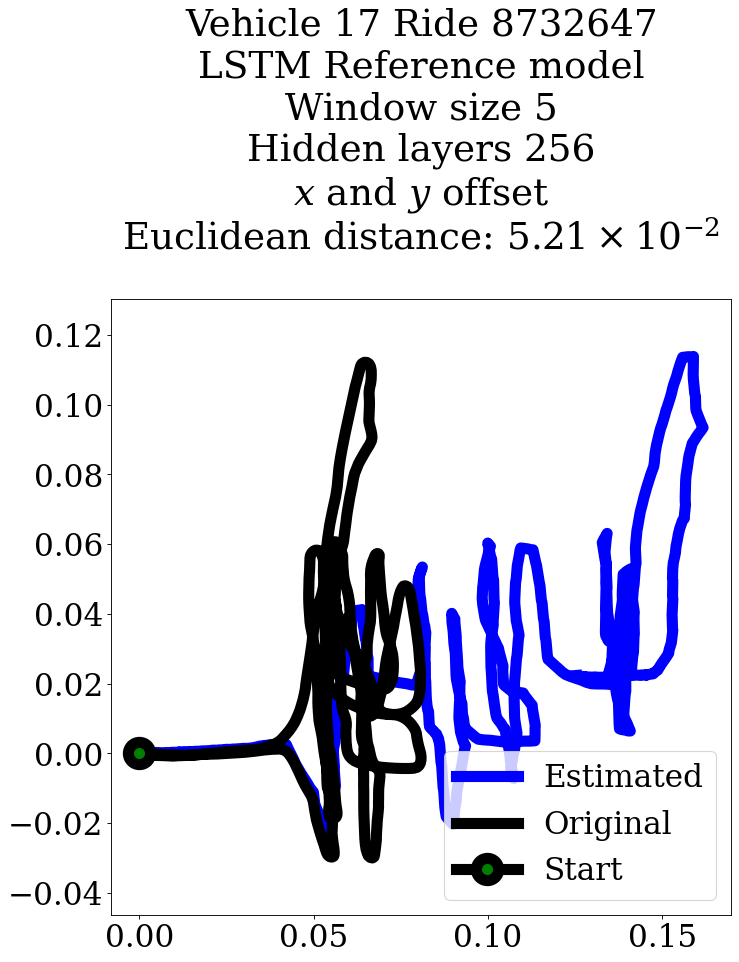 Vehicle 17 Ride 8732647
LSTM Reference model
Window size 5
Hidden layers 256
x and y offset
Euclidean distance: 5.21 × 10⁻²
0.12
0.10
0.08
0.06
0.04
0.02
0.00
−0.02
−0.04
0.00 0.05 0.10 0.15
Estimated
Original
Start